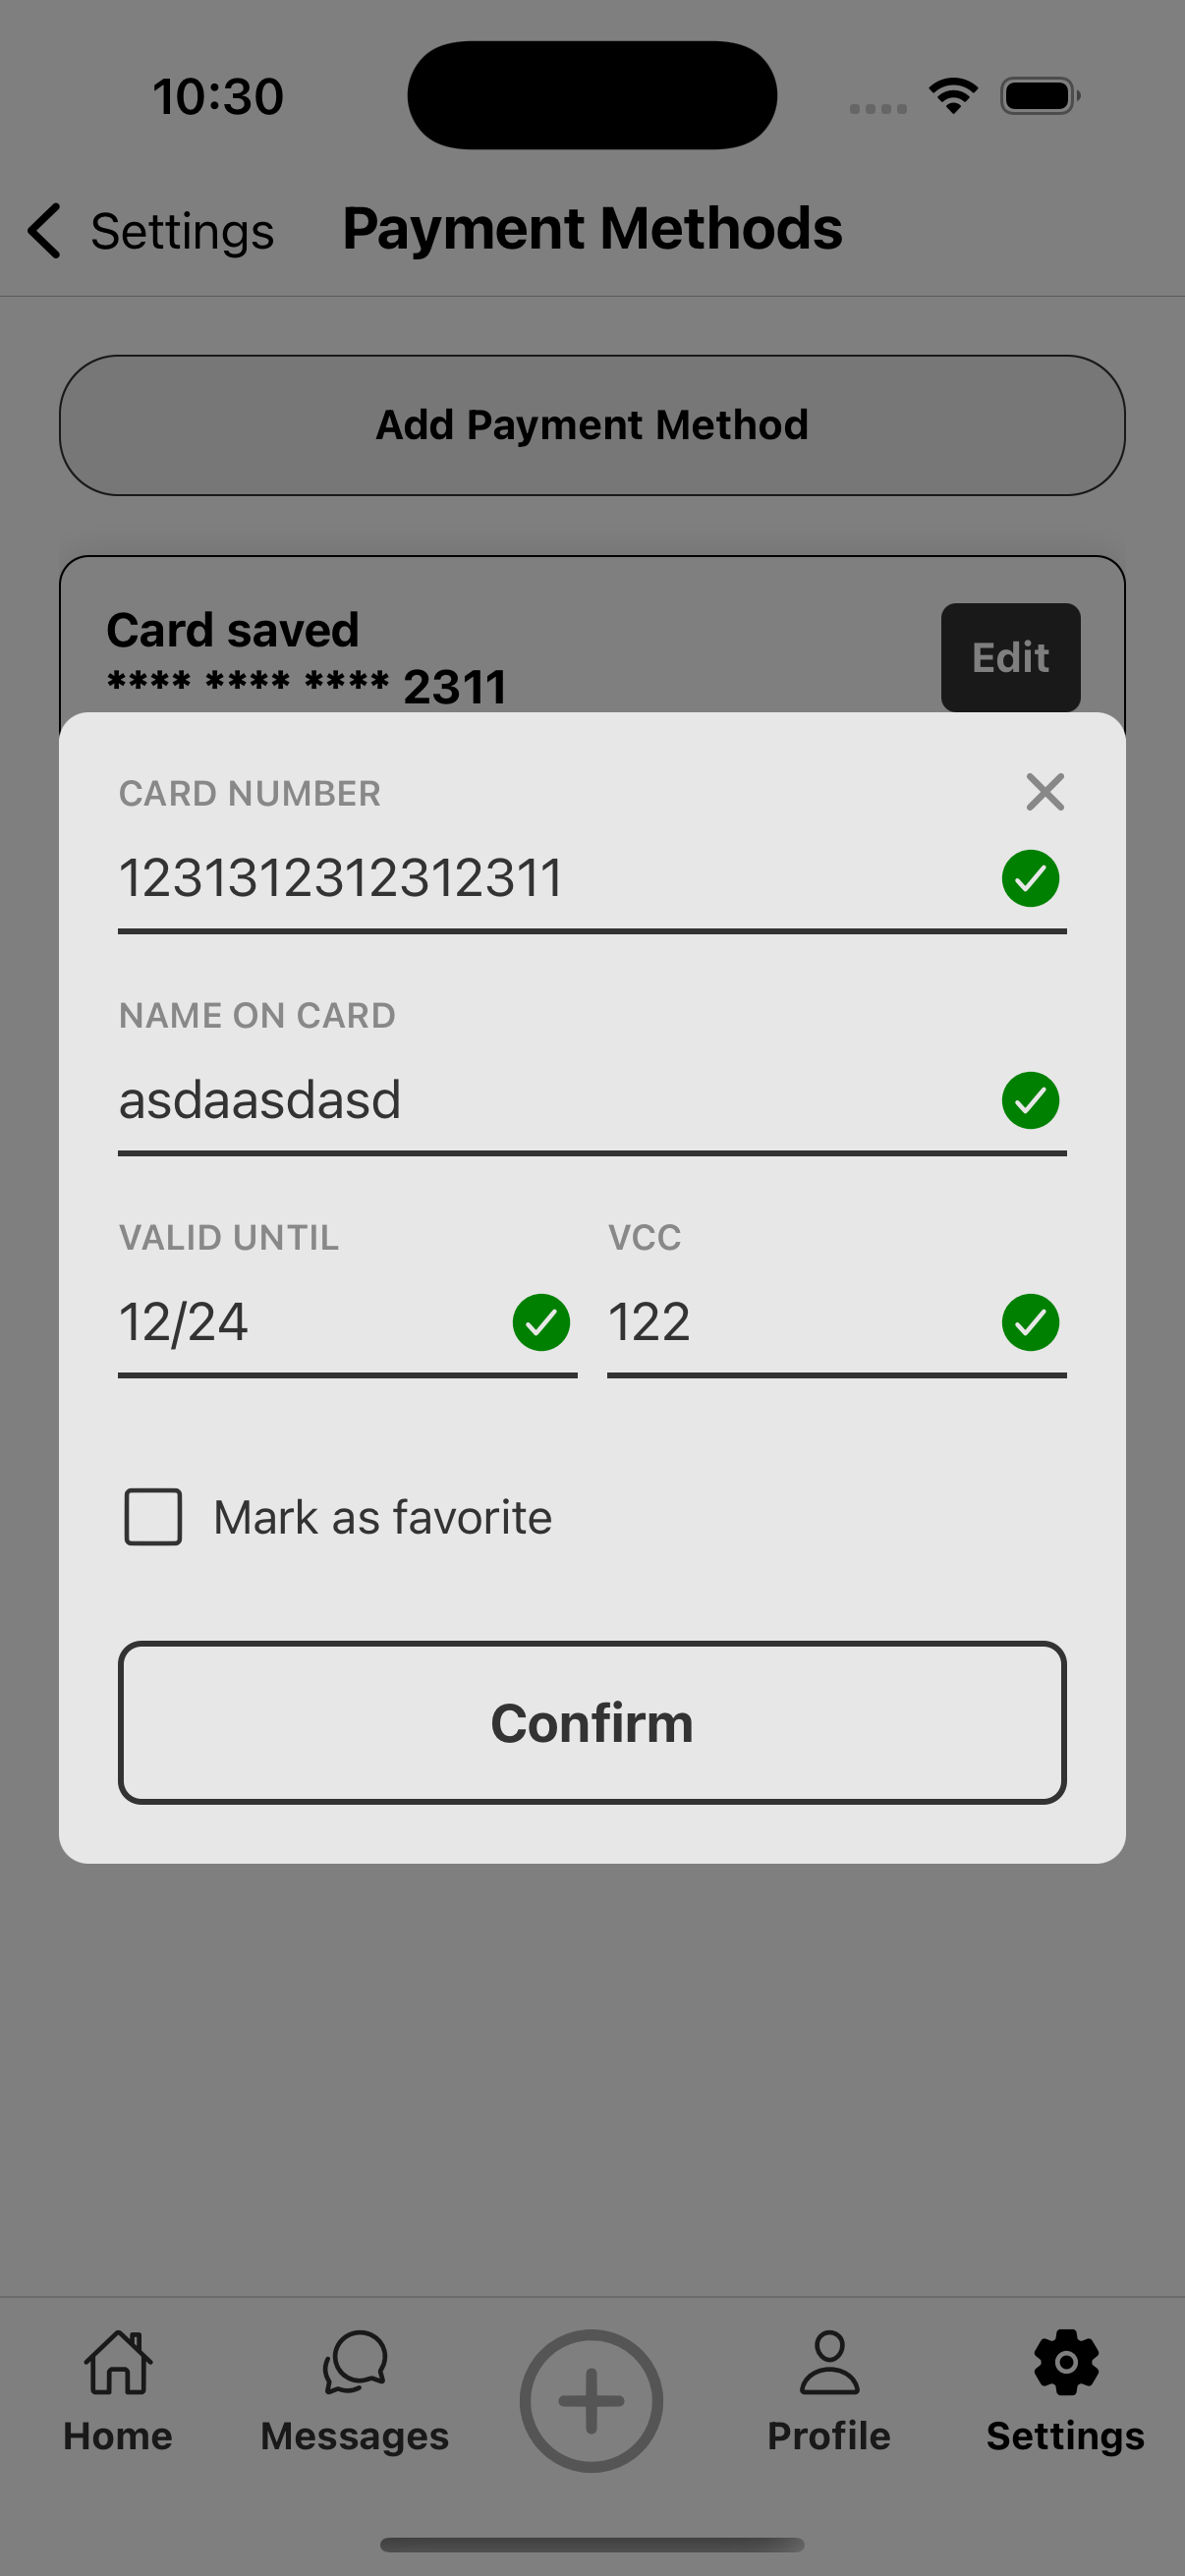 10:30
Settings
Payment Methods
Add Payment Method
Card saved
**** **** **** 2311
Edit
CARD NUMBER
1231312312312311
NAME ON CARD
asdaasdasd
VALID UNTIL
VCC
12/24
122
Mark as favorite
Confirm
Home
Messages
Profile
Settings